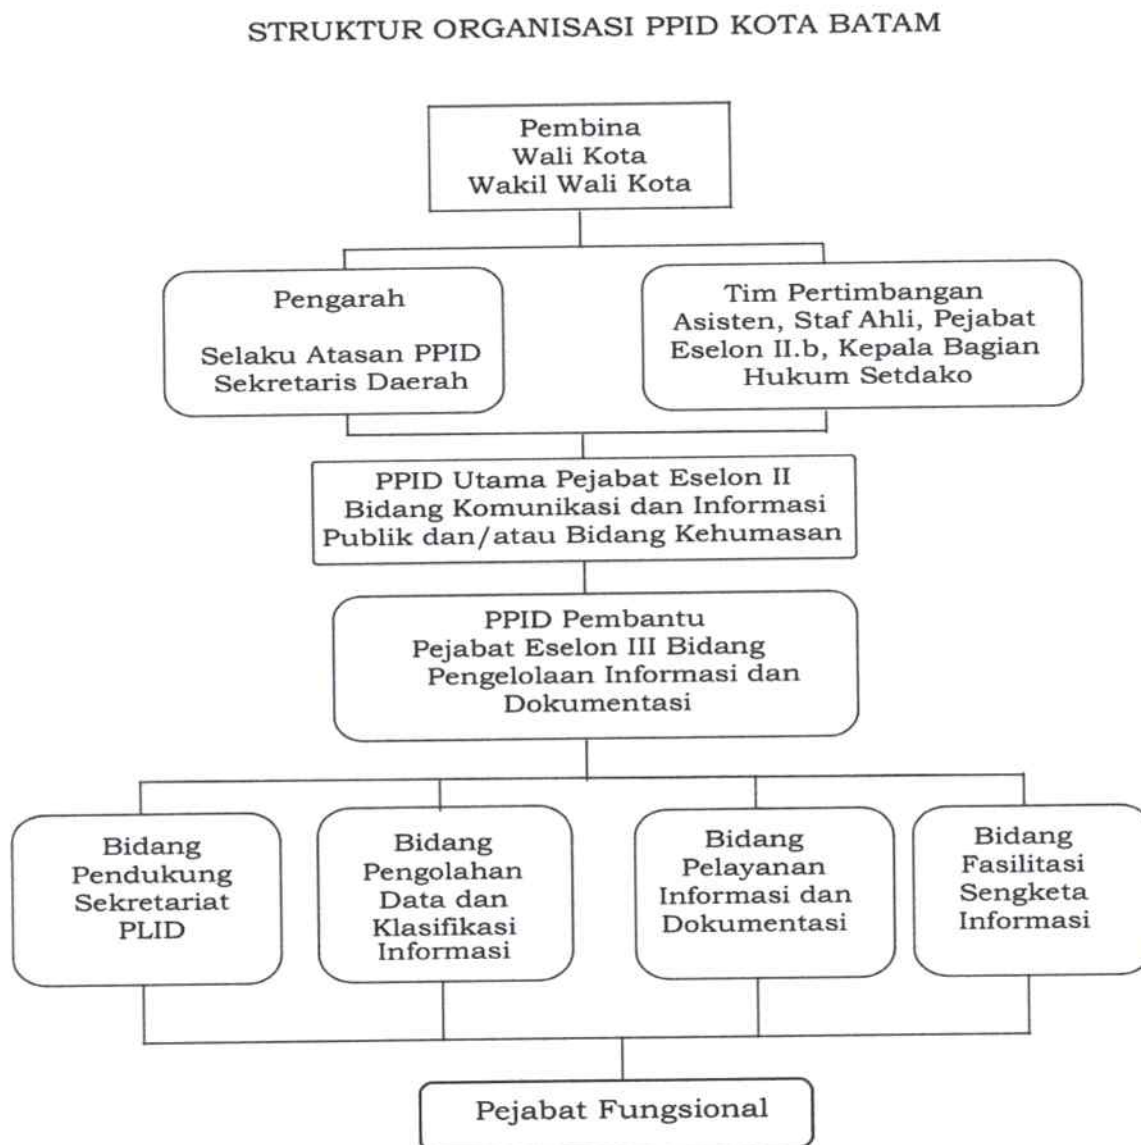 STRUKTUR ORGANISASI PPID KOTA BATAM
Pembina
Wali Kota
Wakil Wali Kota
Pengarah
Selaku Atasan PPID
Sekretaris Daerah
Tim Pertimbangan
Asisten, Staf Ahli, Pejabat
Eselon II.b, Kepala Bagian
Hukum Setdako
PPID Utama Pejabat Eselon II
Bidang Komunikasi dan Informasi
Publik dan/atau Bidang Kehumasan
PPID Pembantu
Pejabat Eselon III Bidang
Pengelolaan Informasi dan
Dokumentasi
Bidang
Pendukung
Sekretariat
PLID
Bidang
Pengolahan
Data dan
Klasifikasi
Informasi
Bidang
Pelayanan
Informasi dan
Dokumentasi
Bidang
Fasilitasi
Sengketa
Informasi
Pejabat Fungsional